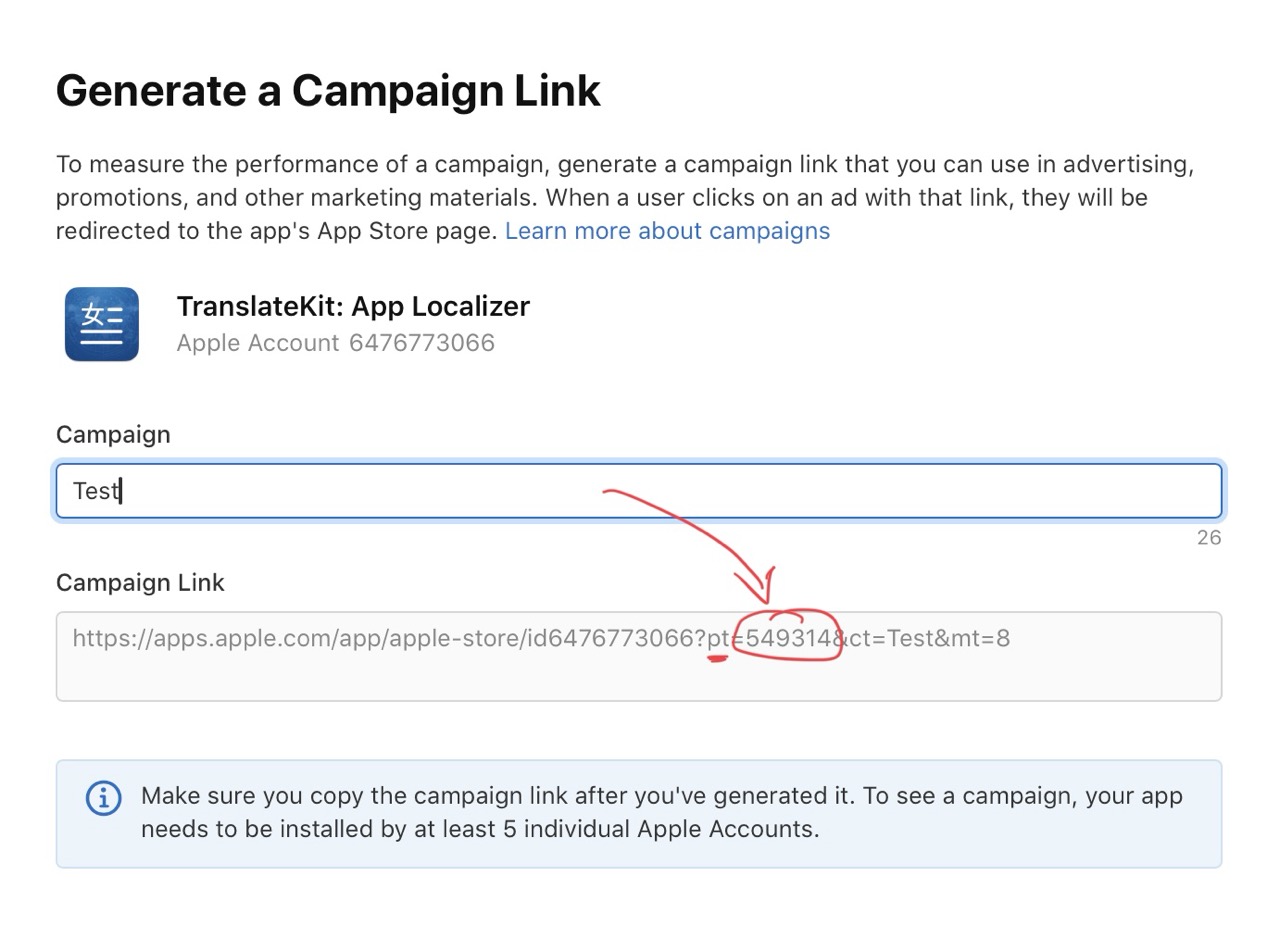 Generate a Campaign Link
To measure the performance of a campaign, generate a campaign link that you can use in advertising,
promotions, and other marketing materials. When a user clicks on an ad with that link, they will be
redirected to the app's App Store page. Learn more about campaigns
女
TranslateKit: App Localizer
Apple Account 6476773066
Campaign
Test
26
Campaign Link
https://apps.apple.com/app/apple-store/id6476773066?pt=549314&ct=Test&mt=8
Make sure you copy the campaign link after you've generated it. To see a campaign, your app
needs to be installed by at least 5 individual Apple Accounts.